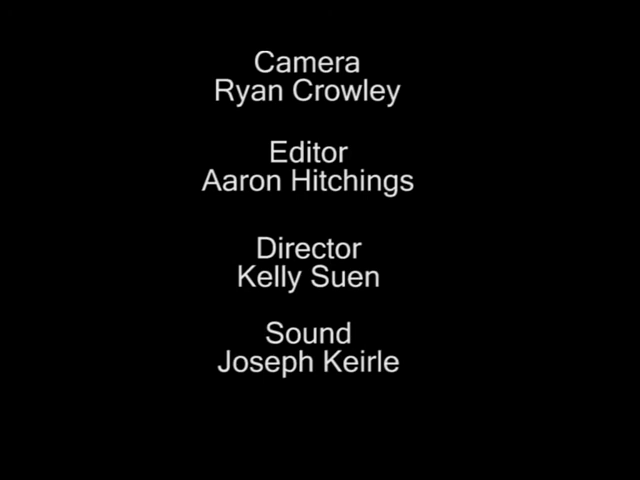 Camera
Ryan Crowley
Editor
Aaron Hitchings
Director
Kelly Suen
Sound
Joseph Keirle